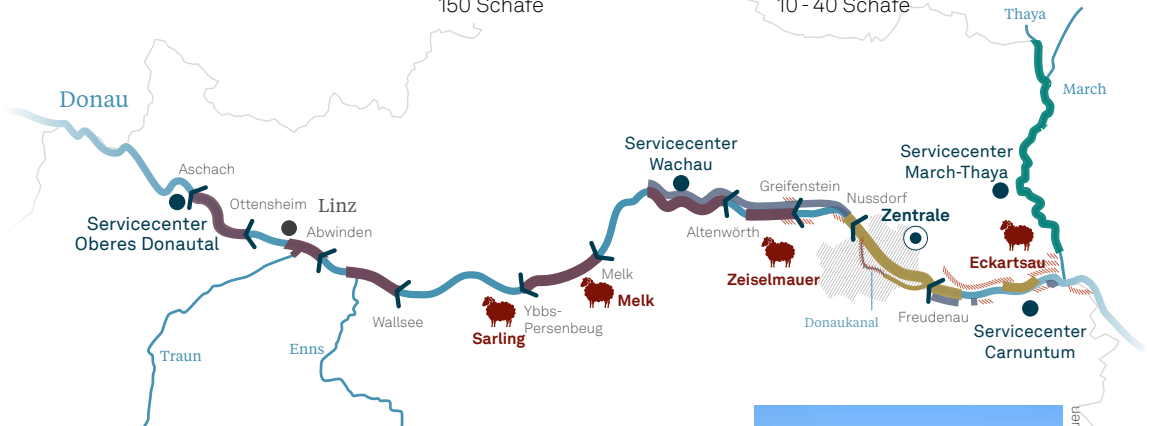 150 Schafe
10 - 40 Schafe
Thaya
March
Donau
Servicecenter
Wachau
Servicecenter
March-Thaya
Aschach
Greifenstein
Nussdorf
Ottensheim
Linz
Zentrale
Servicecenter
Oberes Donautal
Abwinden
Altenwörth
Eckartsau
Zeiselmauer
Melk
Melk
Ybbs-
Persenbeug
Wallsee
Sarling
Donaukanal
Freudenau
Servicecenter
Carnuntum
Traun
Enns